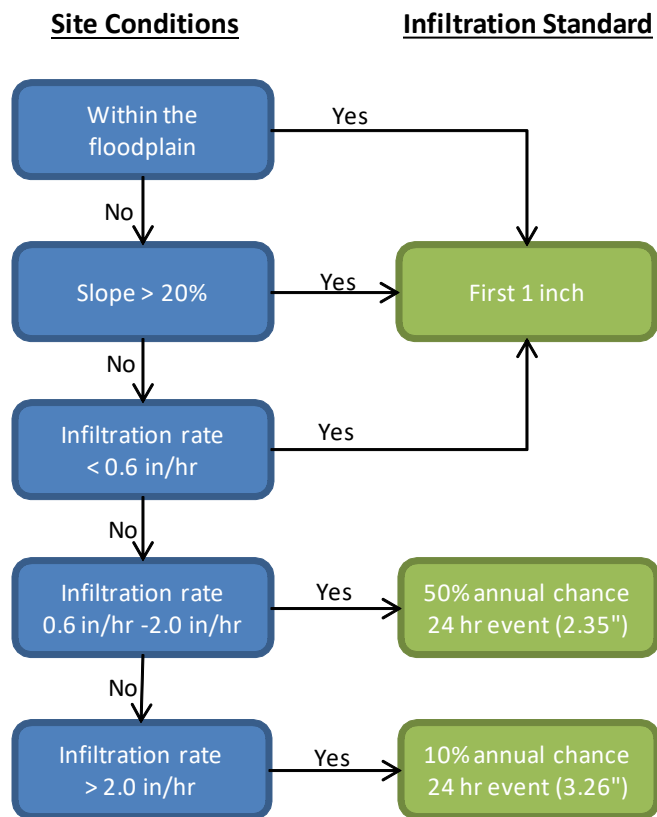 Site Conditions
Infiltration Standard
Within the
floodplain
Yes
No
Slope > 20%
Yes
First 1 inch
No
Infiltration rate
< 0.6 in/hr
Yes
No
Infiltration rate
0.6 in/hr -2.0 in/hr
Yes
50% annual chance
24 hr event (2.35")
No
Infiltration rate
> 2.0 in/hr
Yes
10% annual chance
24 hr event (3.26")